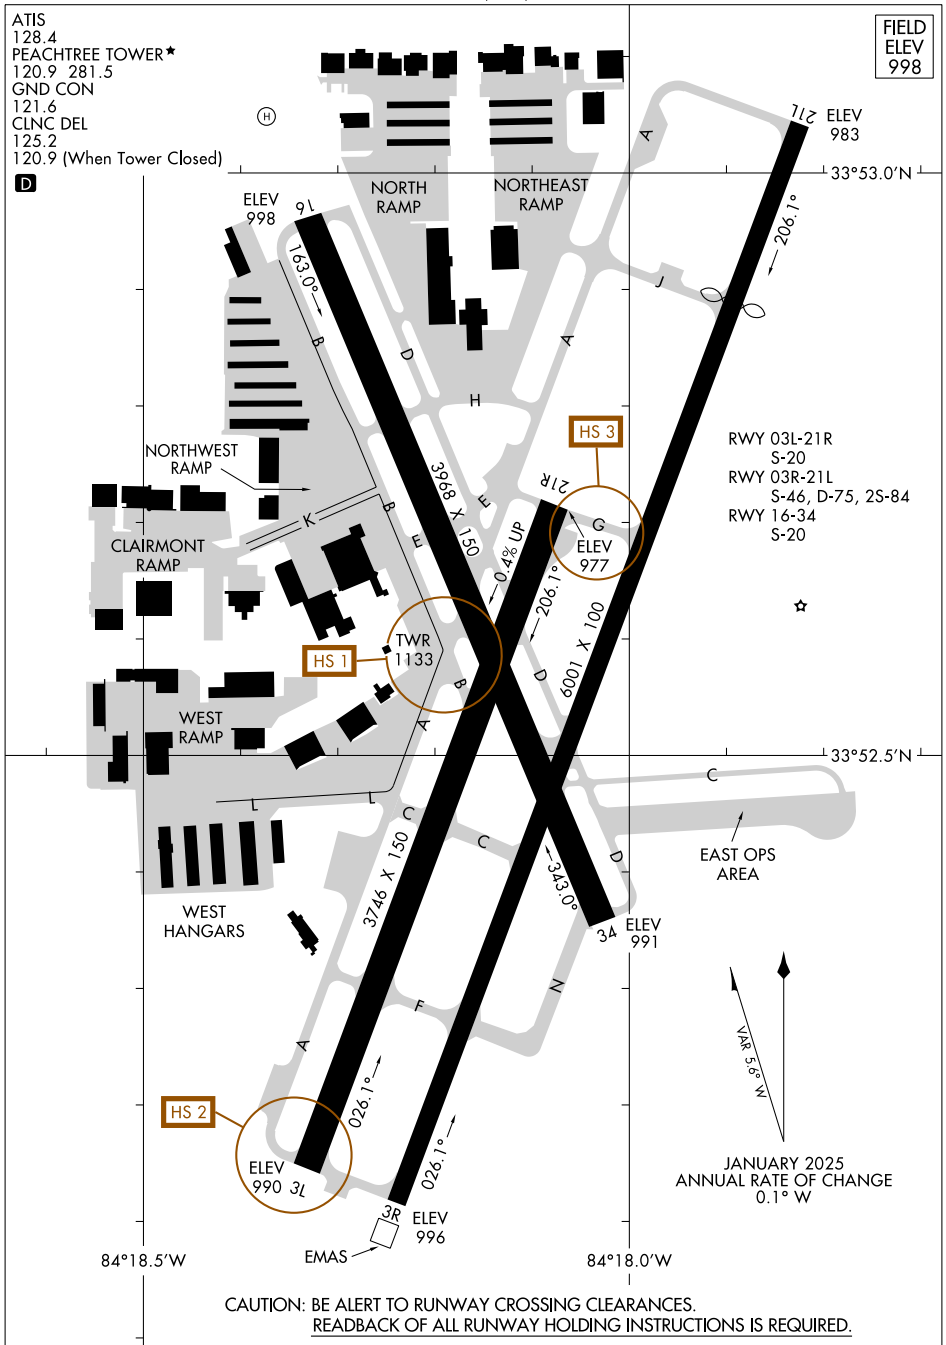 ATIS
128.4
PEACHTREE TOWER★
120.9 281.5
GND CON
121.6
CLNC DEL
125.2
120.9 (When Tower Closed)
D
FIELD
ELEV
998
H
A
21L
ELEV
983
33°53.0'N
NORTH
RAMP
NORTHEAST
RAMP
ELEV
998
16
163.0°
206.1°
J
B
D
A
H
HS 3
RWY 03L-21R
S-20
RWY 03R-21L
S-46, D-75, 2S-84
RWY 16-34
S-20
NORTHWEST
RAMP
3968 X 150
21R
E
K
B
E
G
ELEV
977
0.4% UP
206.1°
CLAIRMONT
RAMP
6001 X 100
TWR
1133
HS 1
B
D
A
WEST
RAMP
33°52.5'N
C
L
L
C
C
EAST OPS
AREA
3746 X 150
D
343.0°
WEST
HANGARS
34
ELEV
991
N
F
A
VAR 5.6° W
026.1°
026.1°
HS 2
ELEV
990
3L
3R
ELEV
996
EMAS
JANUARY 2025
ANNUAL RATE OF CHANGE
0.1° W
84°18.5'W
84°18.0'W
CAUTION: BE ALERT TO RUNWAY CROSSING CLEARANCES.
READBACK OF ALL RUNWAY HOLDING INSTRUCTIONS IS REQUIRED.